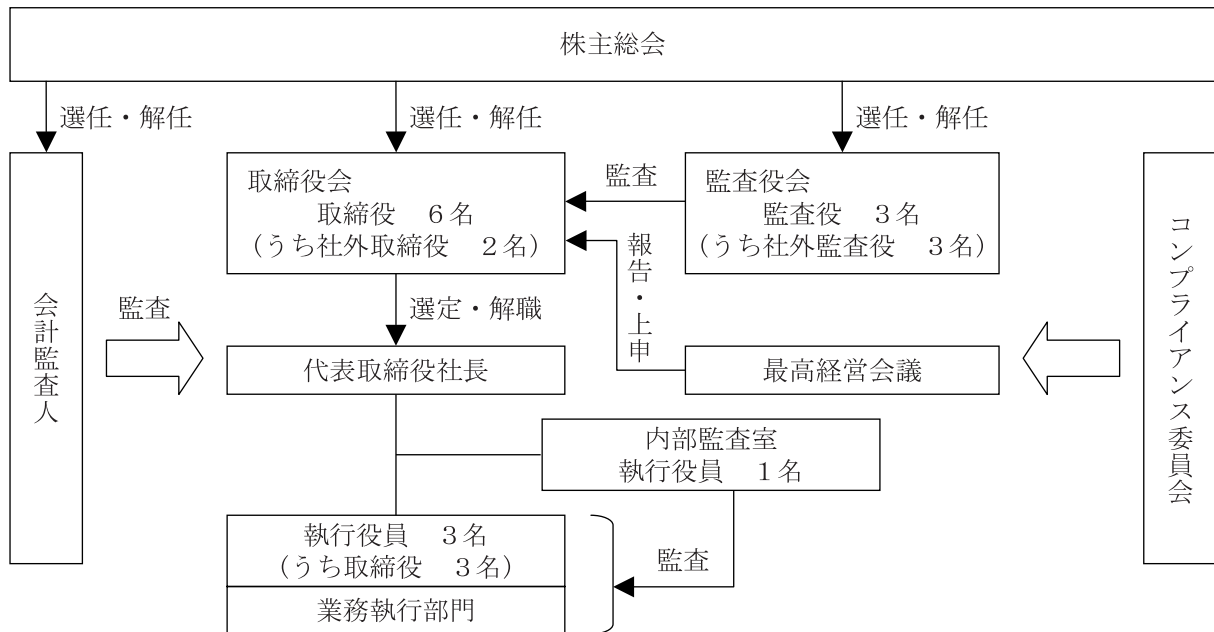 株主総会
選任・解任
選任・解任
選任・解任
会計監査人
取締役会
取締役　６名
（うち社外取締役　２名）
監査
監査役会
監査役　３名
（うち社外監査役　３名）
コンプライアンス委員会
監査
選定・解職
報告・上申
代表取締役社長
最高経営会議
内部監査室
執行役員　１名
執行役員　３名
（うち取締役　３名）
監査
業務執行部門